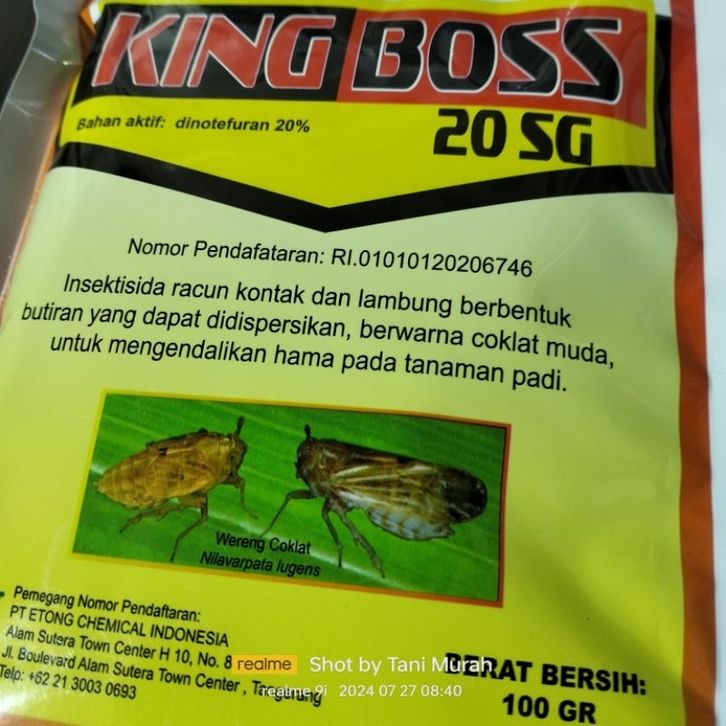 KING BOSS
Bahan aktif: dinotefuran 20%
20 SG
Nomor Pendafataran: RI.01010120206746
Insektisida racun kontak dan lambung berbentuk
butiran yang dapat didispersikan, berwarna coklat muda,
untuk mengendalikan hama pada tanaman padi.
Wereng Coklat
Nilavarpata lugens
Pemegang Nomor Pendaftaran:
PT ETONG CHEMICAL INDONESIA
Alam Sutera Town Center H 10, No. 8
Jl. Boulevard Alam Sutera Town Center , Tangerang
Telp: +62 21 3003 0693
BERAT BERSIH:
100 GR
realme Shot by Tani Murah
realme 9i 2024 07 27 08:40